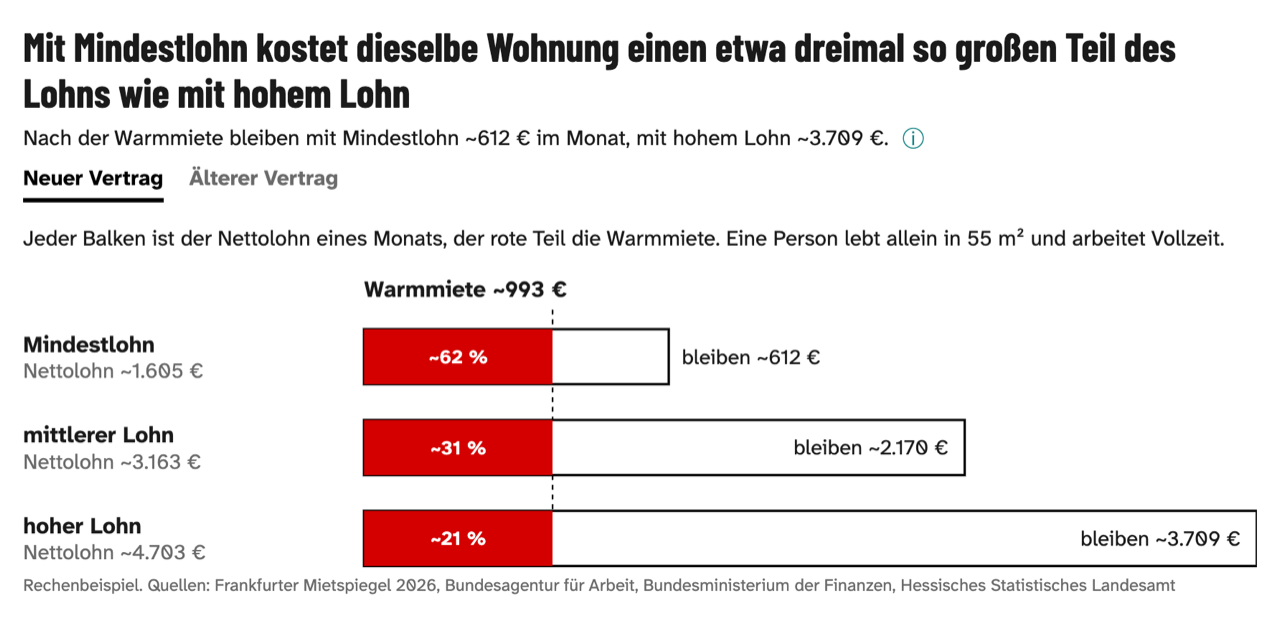 Mit Mindestlohn kostet dieselbe Wohnung einen etwa dreimal so großen Teil des
Lohns wie mit hohem Lohn
Nach der Warmmiete bleiben mit Mindestlohn ~612 € im Monat, mit hohem Lohn ~3.709 €. ⓘ
Neuer Vertrag Älterer Vertrag
Jeder Balken ist der Nettolohn eines Monats, der rote Teil die Warmmiete. Eine Person lebt allein in 55 m² und arbeitet Vollzeit.
Warmmiete ~993 €
Mindestlohn
Nettolohn ~1.605 €
~62 %
bleiben ~612 €
mittlerer Lohn
Nettolohn ~3.163 €
~31 %
bleiben ~2.170 €
hoher Lohn
Nettolohn ~4.703 €
~21 %
bleiben ~3.709 €
Rechenbeispiel. Quellen: Frankfurter Mietspiegel 2026, Bundesagentur für Arbeit, Bundesministerium der Finanzen, Hessisches Statistisches Landesamt